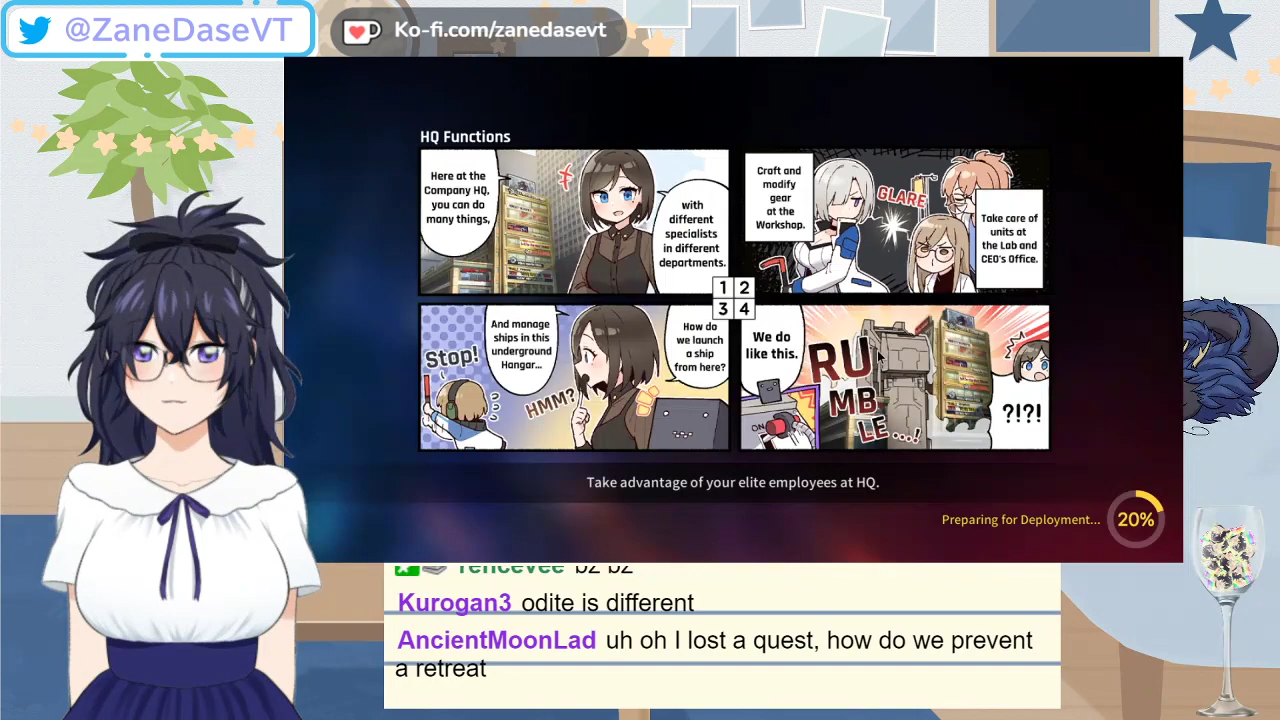 @ZaneDaseVT
Ko-fi.com/zanedasevt
HQ Functions
Here at the
Company HQ,
you can do
many things,
with
different
specialists
in different
departments.
Craft and
modify
gear
at the
Workshop.
GLARE
Take care of
units at
the Lab and
CEO's Office.
1 2
3 4
Stop!
And manage
ships in this
underground
Hangar...
HMM?
How do
we launch
a ship
from here?
We do
like this.
ON
RU
MB
LE...!
?!?!
Take advantage of your elite employees at HQ.
Preparing for Deployment... 20%
rencevee bz bz
Kurogan3 odite is different
AncientMoonLad uh oh I lost a quest, how do we prevent
a retreat